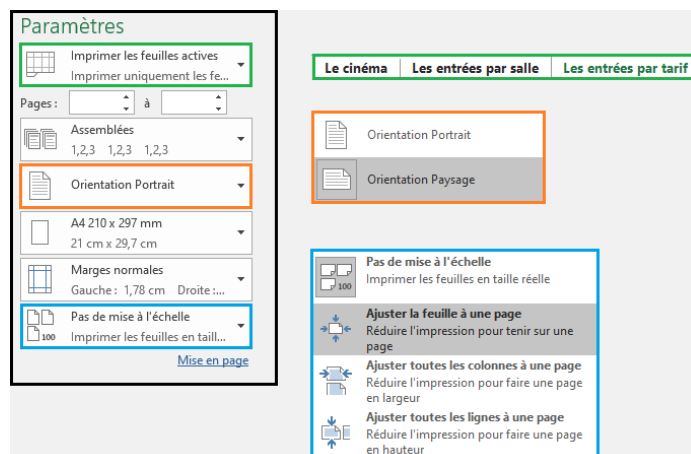 Paramètres
Imprimer les feuilles actives
Imprimer uniquement les fe...
Pages : à
Assemblées
1,2,3 1,2,3 1,2,3
Orientation Portrait
A4 210 x 297 mm
21 cm x 29,7 cm
Marges normales
Gauche : 1,78 cm Droite :...
Pas de mise à l'échelle
100 Imprimer les feuilles en taill...
Mise en page
Le cinéma Les entrées par salle Les entrées par tarif
Orientation Portrait
Orientation Paysage
Pas de mise à l'échelle
100 Imprimer les feuilles en taille réelle
Ajuster la feuille à une page
Réduire l'impression pour tenir sur une
page
Ajuster toutes les colonnes à une page
Réduire l'impression pour faire une page
en largeur
Ajuster toutes les lignes à une page
Réduire l'impression pour faire une page
en hauteur